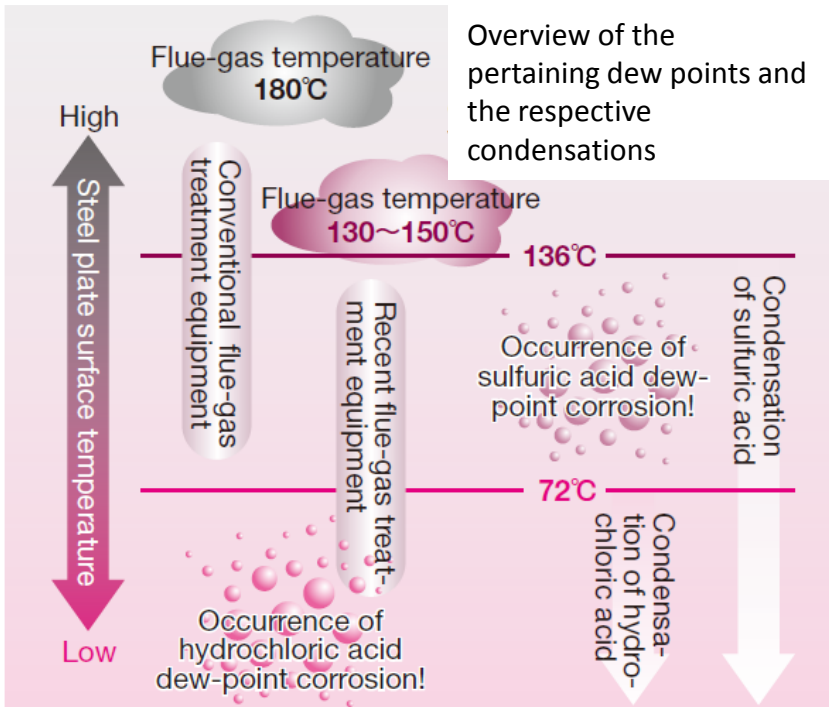 Overview of the
pertaining dew points and
the respective
condensations
Flue-gas temperature
180℃
High
Steel plate surface temperature
Low
Conventional flue-gas
treatment equipment
Flue-gas temperature
130～150℃
136℃
Recent flue-gas treat-
ment equipment
Occurrence of
sulfuric acid dew-
point corrosion!
Condensation
of sulfuric acid
72℃
Condensa-
tion of hydro-
chloric acid
Occurrence of
hydrochloric acid
dew-point corrosion!